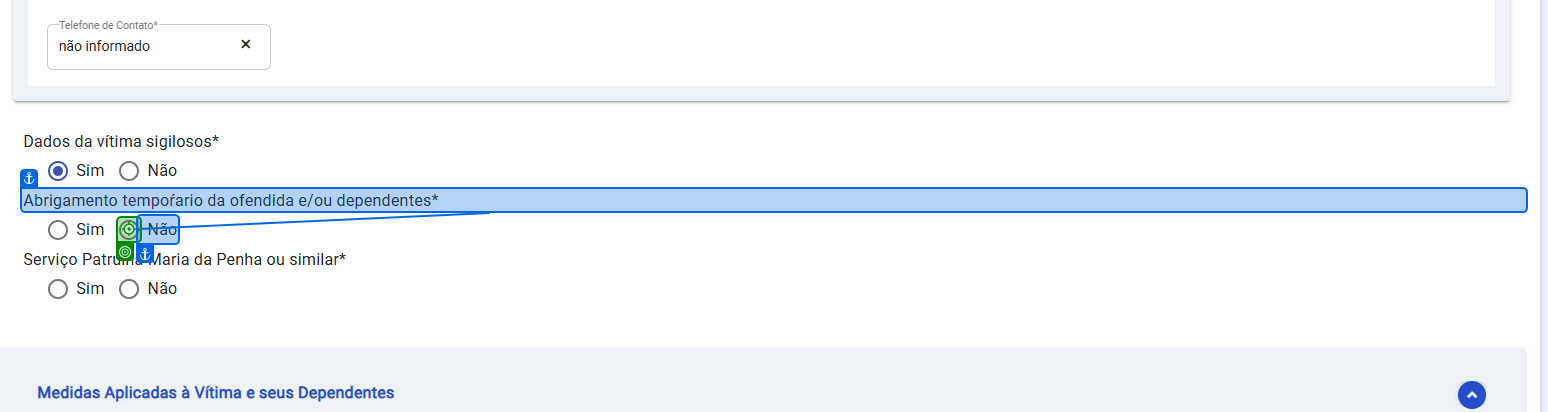 Telefone de Contato*
não informado
Dados da vítima sigilosos*
Sim Não
Abrigamento tempoŕario da ofendida e/ou dependentes*
Sim Não
Serviço Patrulha Maria da Penha ou similar*
Sim Não
Medidas Aplicadas à Vítima e seus Dependentes